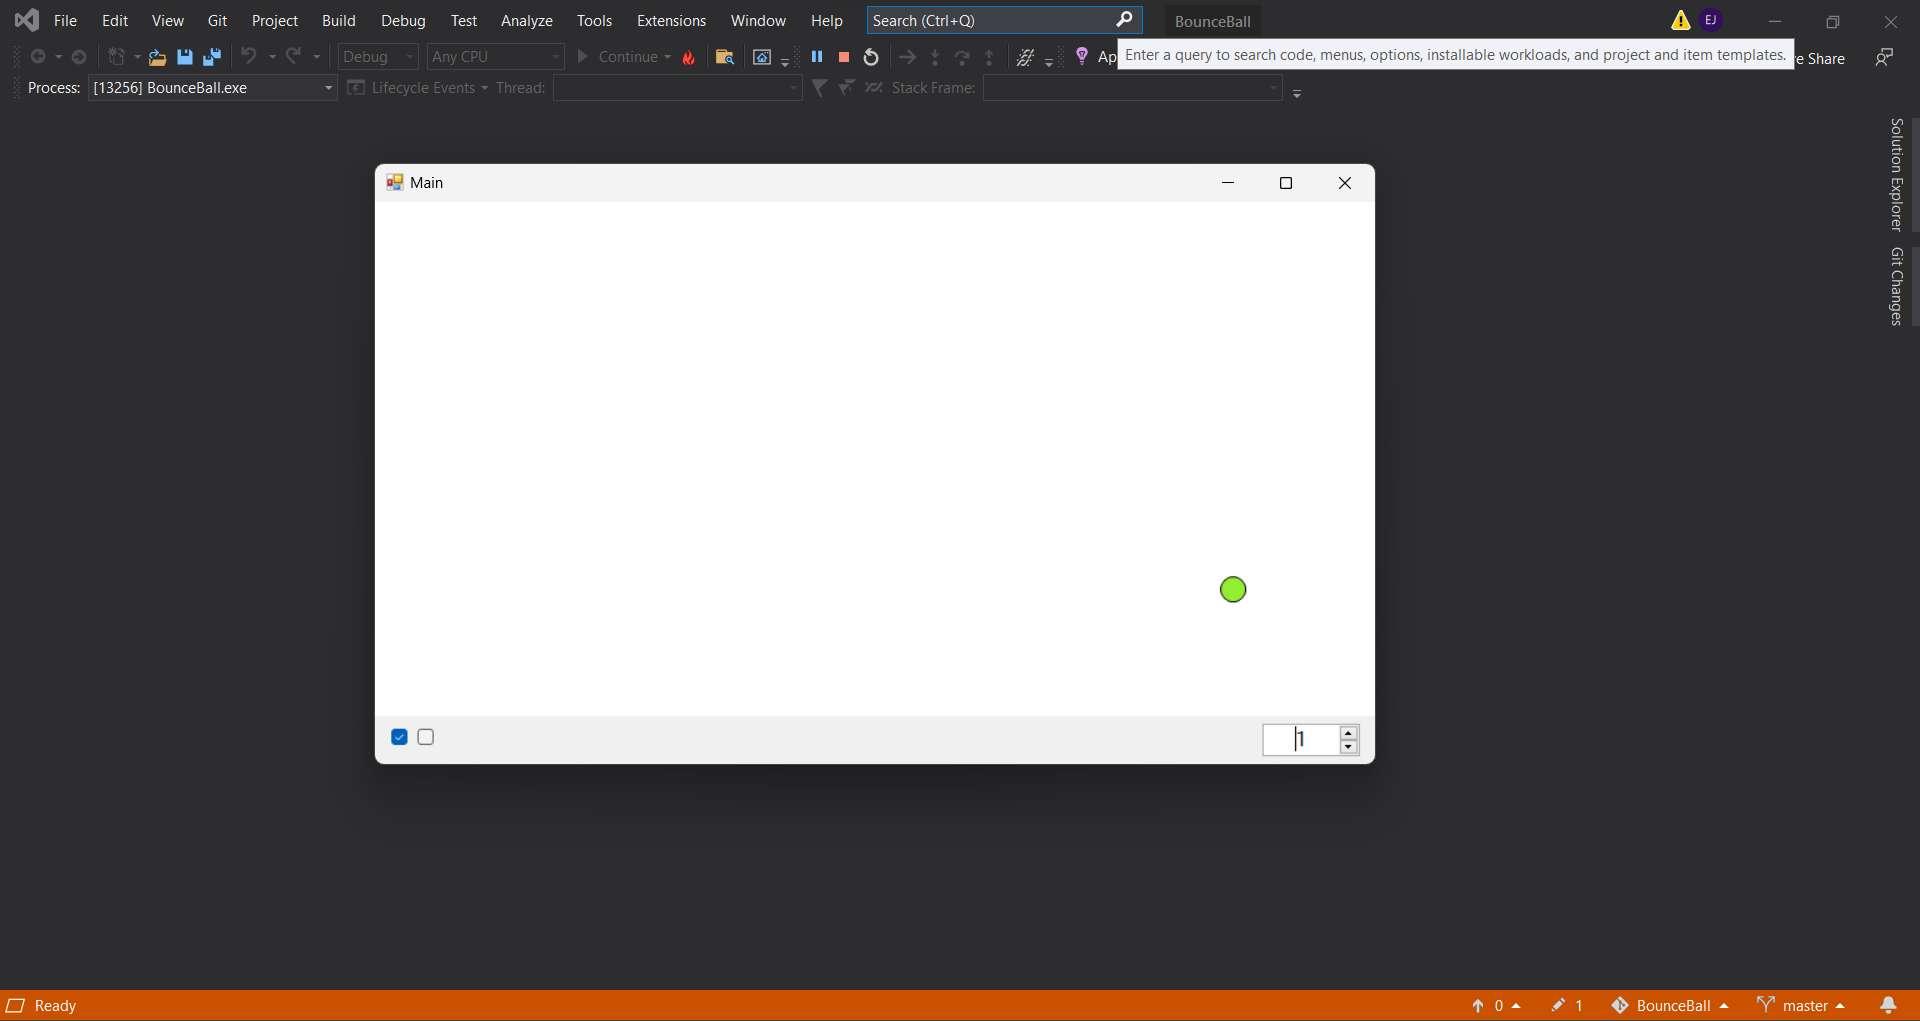 File Edit View Git Project Build Debug Test Analyze Tools Extensions Window Help Search (Ctrl+Q) BounceBall EJ
Debug Any CPU Continue Ap Enter a query to search code, menus, options, installable workloads, and project and item templates. e Share
Process: [13256] BounceBall.exe Lifecycle Events Thread: Stack Frame:
Solution Explorer
Git Changes
Main
1
Ready 0 1 BounceBall master